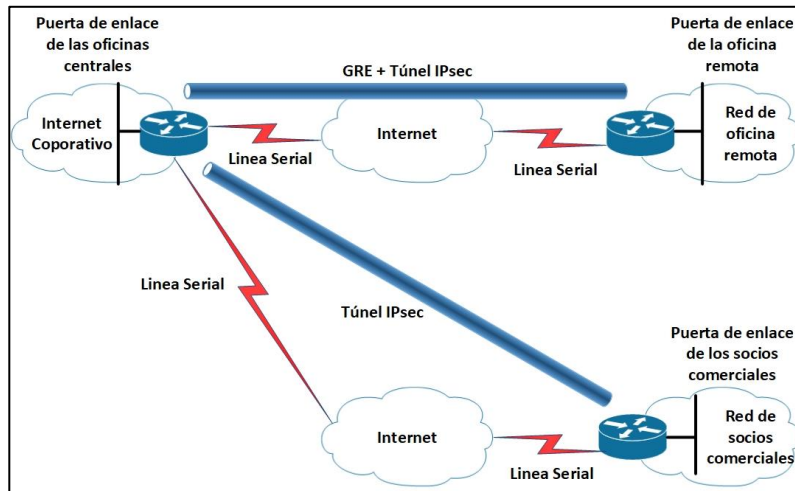 Puerta de enlace
de las oficinas
centrales
Puerta de enlace
de la oficina
remota
GRE + Túnel IPsec
Internet
Coporativo
Internet
Red de
oficina
remota
Linea Serial
Linea Serial
Linea Serial
Túnel IPsec
Puerta de enlace
de los socios
comerciales
Internet
Red de
socios
comerciales
Linea Serial